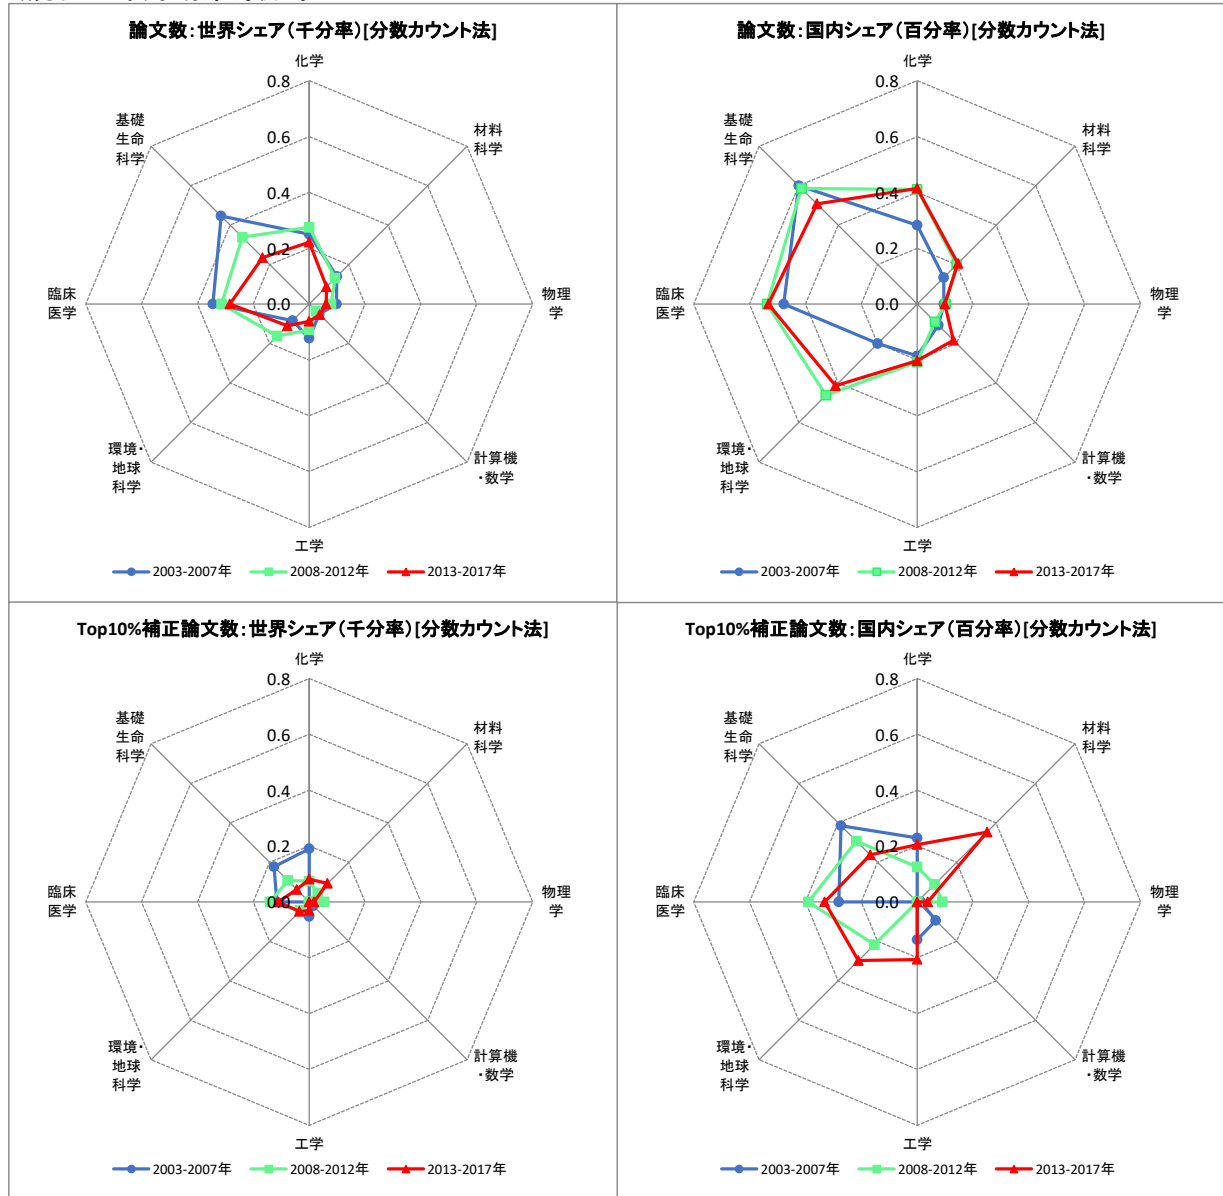 論文数：世界シェア（千分率）[分数カウント法]
化学
0.8
0.6
0.4
0.2
0.0
材料
科学
物理
学
計算機
・数学
工学
環境・
地球
科学
臨床
医学
基礎
生命
科学
2003-2007年 2008-2012年 2013-2017年
論文数：国内シェア（百分率）[分数カウント法]
化学
0.8
0.6
0.4
0.2
0.0
材料
科学
物理
学
計算機
・数学
工学
環境・
地球
科学
臨床
医学
基礎
生命
科学
2003-2007年 2008-2012年 2013-2017年
Top10%補正論文数：世界シェア（千分率）[分数カウント法]
化学
0.8
0.6
0.4
0.2
0.0
材料
科学
物理
学
計算機
・数学
工学
環境・
地球
科学
臨床
医学
基礎
生命
科学
2003-2007年 2008-2012年 2013-2017年
Top10%補正論文数：国内シェア（百分率）[分数カウント法]
化学
0.8
0.6
0.4
0.2
0.0
材料
科学
物理
学
計算機
・数学
工学
環境・
地球
科学
臨床
医学
基礎
生命
科学
2003-2007年 2008-2012年 2013-2017年